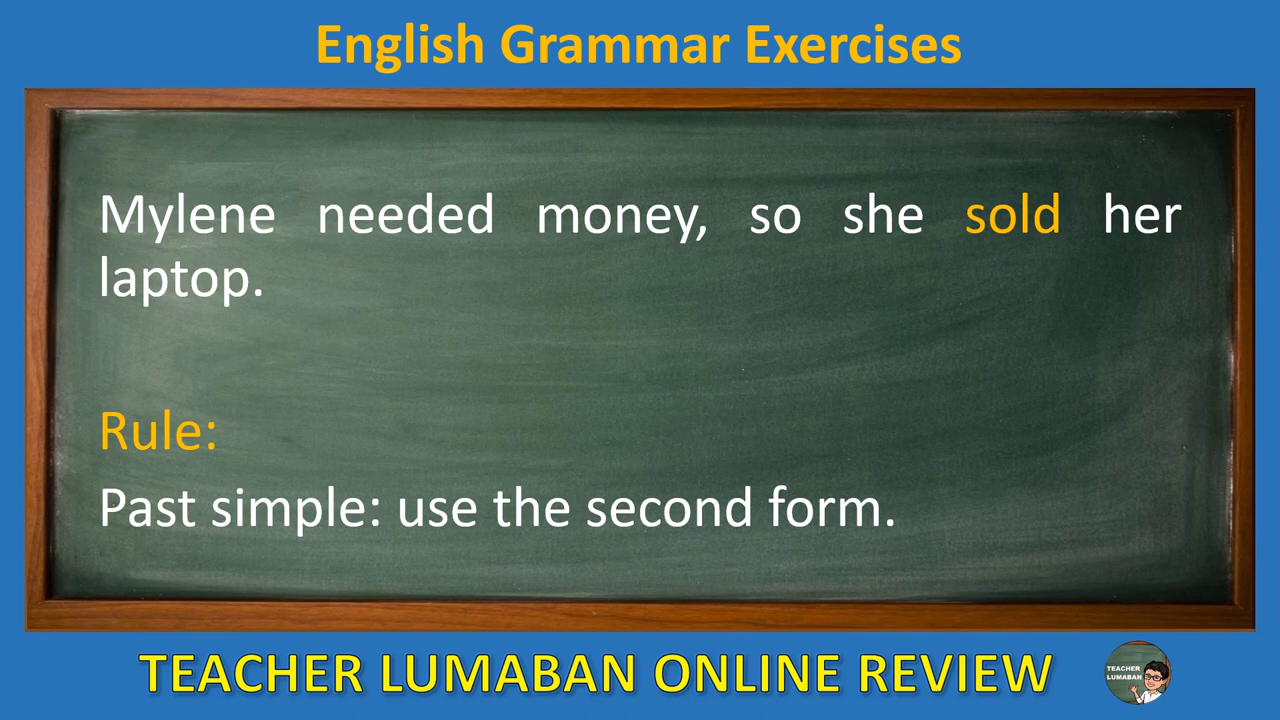 English Grammar Exercises
Mylene needed money, so she sold her
laptop.
Rule:
Past simple: use the second form.
TEACHER LUMABAN ONLINE REVIEW
TEACHER
LUMABAN